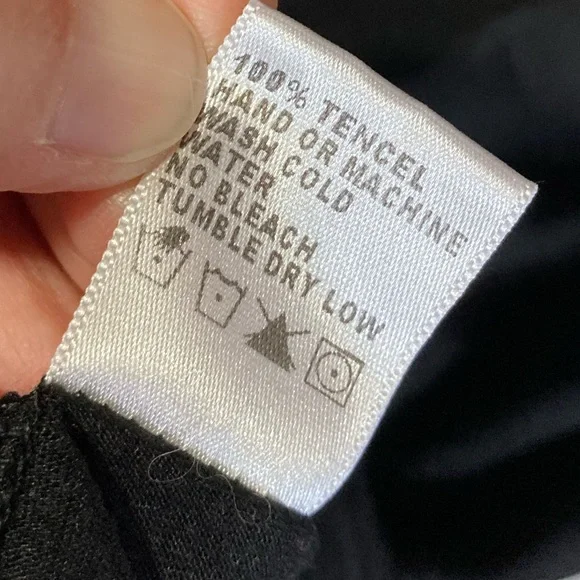 100% TENCEL
HAND OR MACHINE
WASH COLD
WATER
NO BLEACH
TUMBLE DRY LOW